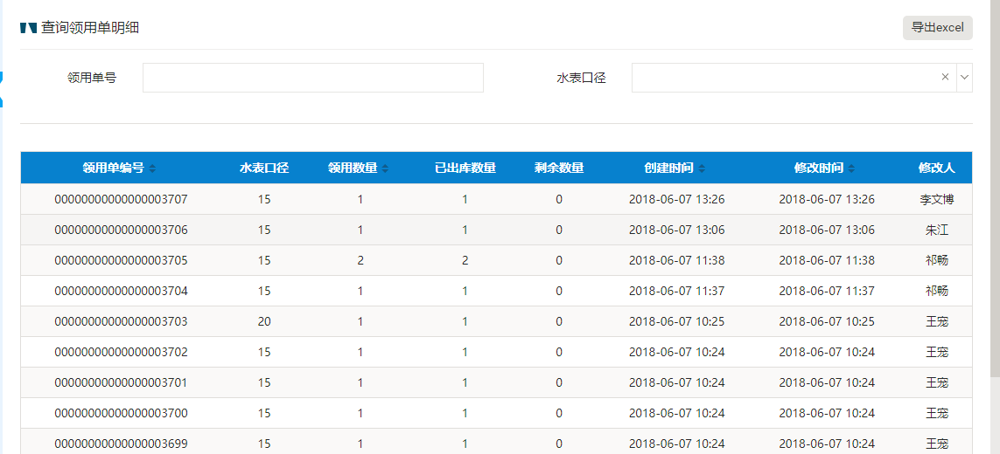 查询领用单明细 导出excel
领用单号 水表口径
领用单编号 水表口径 领用数量 已出库数量 剩余数量 创建时间 修改时间 修改人
00000000000000003707 15 1 1 0 2018-06-07 13:26 2018-06-07 13:26 李文博
00000000000000003706 15 1 1 0 2018-06-07 13:06 2018-06-07 13:06 朱江
00000000000000003705 15 2 2 0 2018-06-07 11:38 2018-06-07 11:38 祁畅
00000000000000003704 15 1 1 0 2018-06-07 11:37 2018-06-07 11:37 祁畅
00000000000000003703 20 1 1 0 2018-06-07 10:25 2018-06-07 10:25 王宠
00000000000000003702 15 1 1 0 2018-06-07 10:24 2018-06-07 10:24 王宠
00000000000000003701 15 1 1 0 2018-06-07 10:24 2018-06-07 10:24 王宠
00000000000000003700 15 1 1 0 2018-06-07 10:24 2018-06-07 10:24 王宠
00000000000000003699 15 1 1 0 2018-06-07 10:24 2018-06-07 10:24 王宠